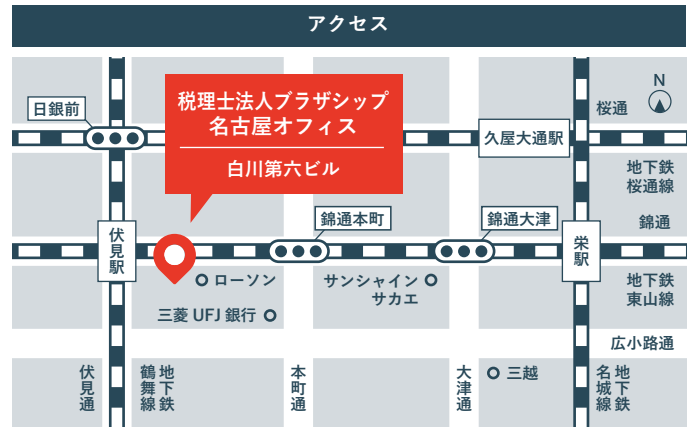 アクセス
N
日銀前
税理士法人ブラザシップ
名古屋オフィス
白川第六ビル
桜通
久屋大通駅
地下鉄
桜通線
伏見駅
錦通本町
錦通大津
栄駅
錦通
ローソン
サンシャイン
サカエ
地下鉄
東山線
三菱 UFJ 銀行
広小路通
伏見通
地下鉄
鶴舞線
本町通
大津通
三越
地下鉄
名城線